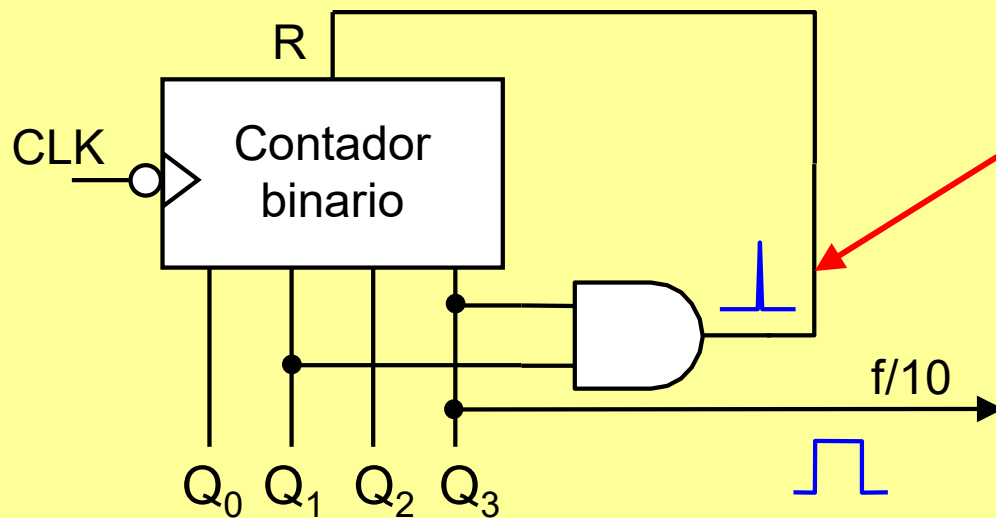 R
CLK
Contador
binario
f/10
Q₀ Q₁ Q₂ Q₃